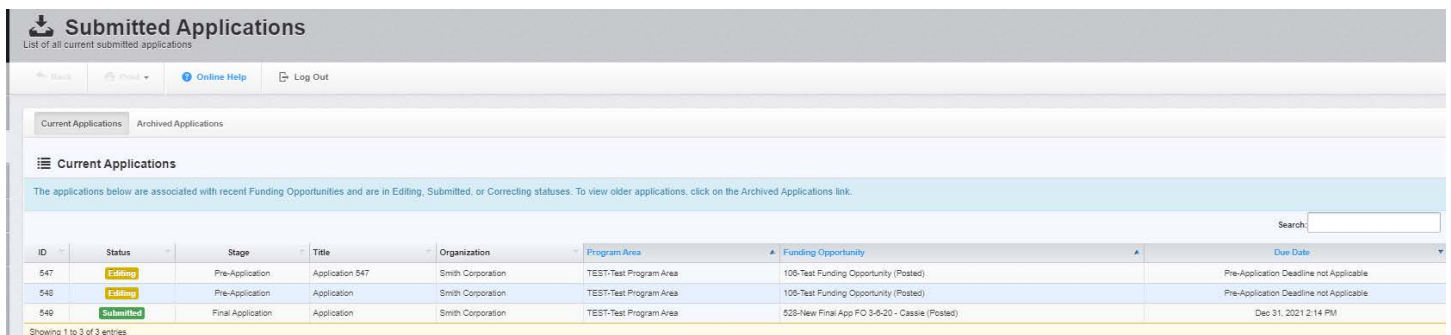 Submitted Applications
List of all current submitted applications
Back Print Online Help Log Out
Current Applications Archived Applications
Current Applications
The applications below are associated with recent Funding Opportunities and are in Editing, Submitted, or Correcting statuses. To view older applications, click on the Archived Applications link.
Search:
ID Status Stage Title Organization Program Area Funding Opportunity Due Date
547 Editing Pre-Application Application 547 Smith Corporation TEST-Test Program Area 106-Test Funding Opportunity (Posted) Pre-Application Deadline not Applicable
548 Editing Pre-Application Application Smith Corporation TEST-Test Program Area 106-Test Funding Opportunity (Posted) Pre-Application Deadline not Applicable
549 Submitted Final Application Application Smith Corporation TEST-Test Program Area 528-New Final App FO 3-6-20 - Cassie (Posted) Dec 31, 2021 2:14 PM
Showing 1 to 3 of 3 entries